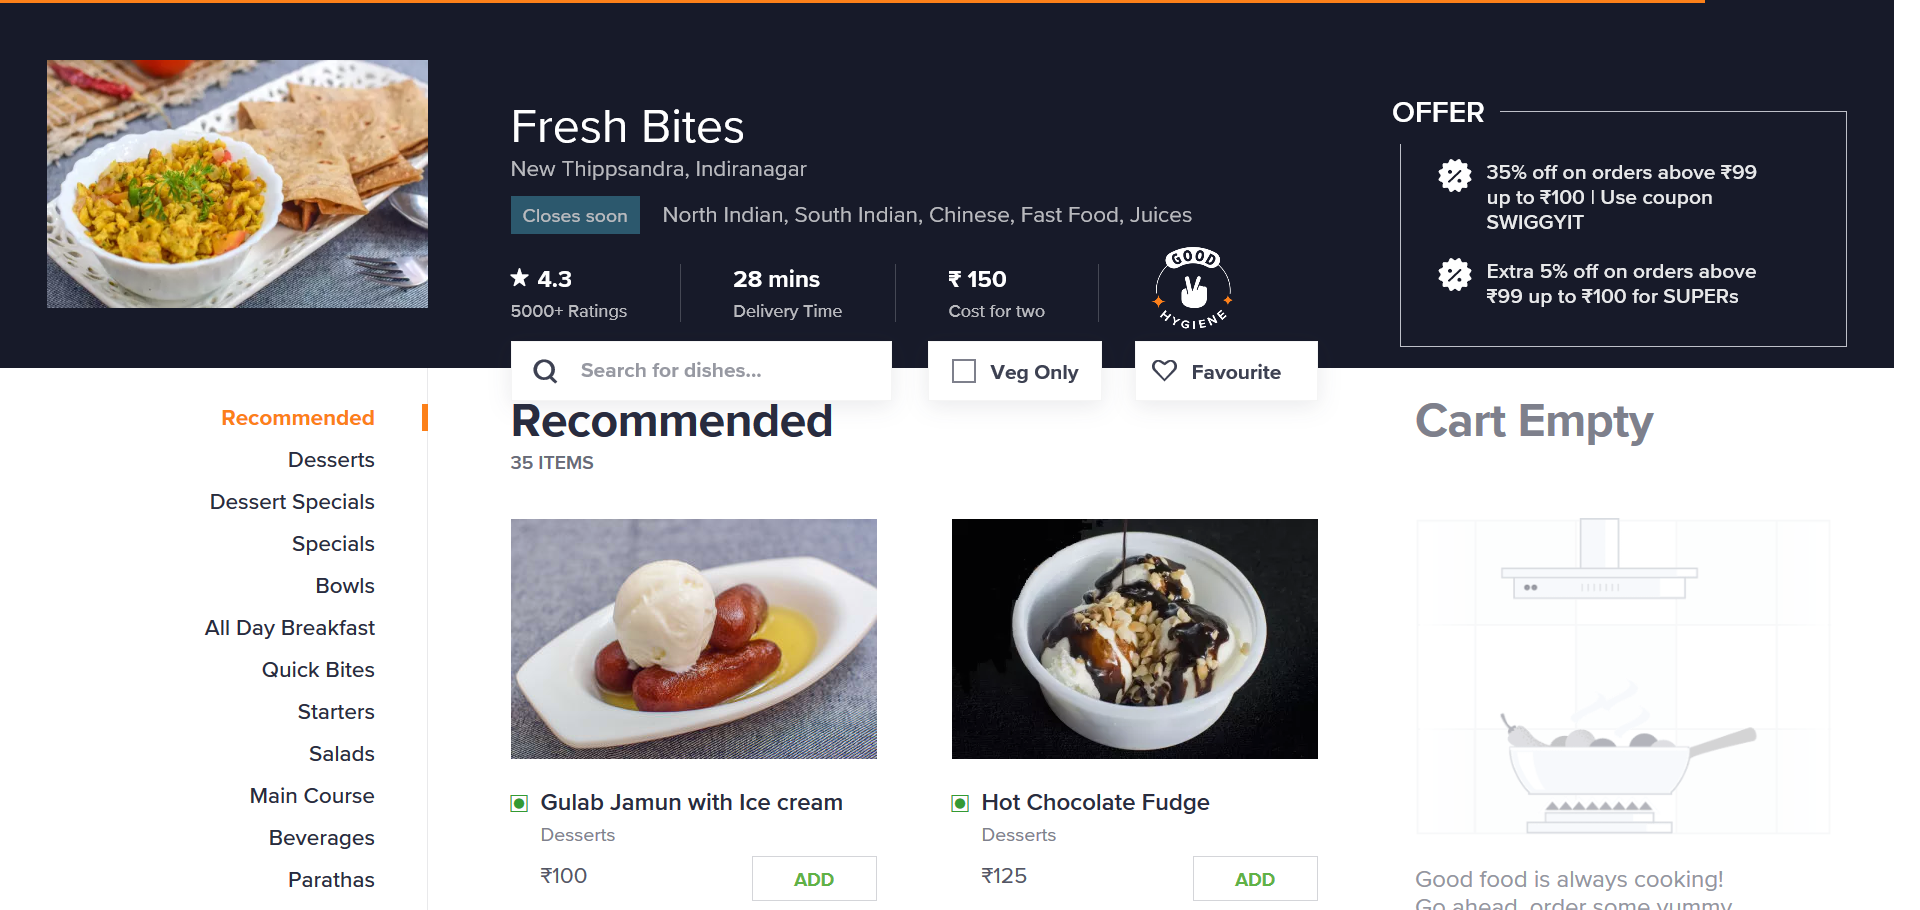 Fresh Bites
New Thippsandra, Indiranagar
Closes soon
North Indian, South Indian, Chinese, Fast Food, Juices
4.3
5000+ Ratings
28 mins
Delivery Time
₹ 150
Cost for two
GOOD
HYGIENE
OFFER
35% off on orders above ₹99
up to ₹100 | Use coupon
SWIGGYIT
Extra 5% off on orders above
₹99 up to ₹100 for SUPERs
Search for dishes...
Veg Only
Favourite
Recommended
Desserts
Dessert Specials
Specials
Bowls
All Day Breakfast
Quick Bites
Starters
Salads
Main Course
Beverages
Parathas
Recommended
35 ITEMS
Gulab Jamun with Ice cream
Desserts
₹100
ADD
Hot Chocolate Fudge
Desserts
₹125
ADD
Cart Empty
Good food is always cooking!
Go ahead, order some yummy